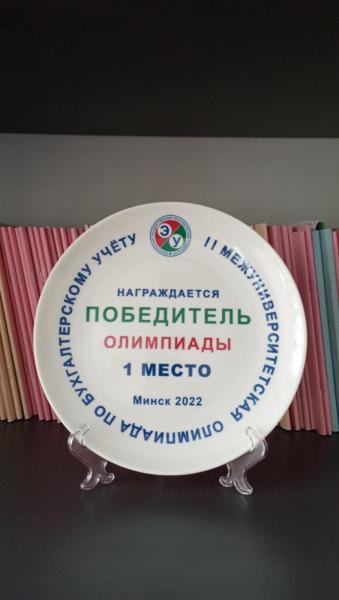 II МЕЖУНИВЕРСИТЕТСКАЯ ОЛИМПИАДА ПО БУХГАЛТЕРСКОМУ УЧЁТУ
ЭУ
НАГРАЖДАЕТСЯ
ПОБЕДИТЕЛЬ
ОЛИМПИАДЫ
1 МЕСТО
Минск 2022